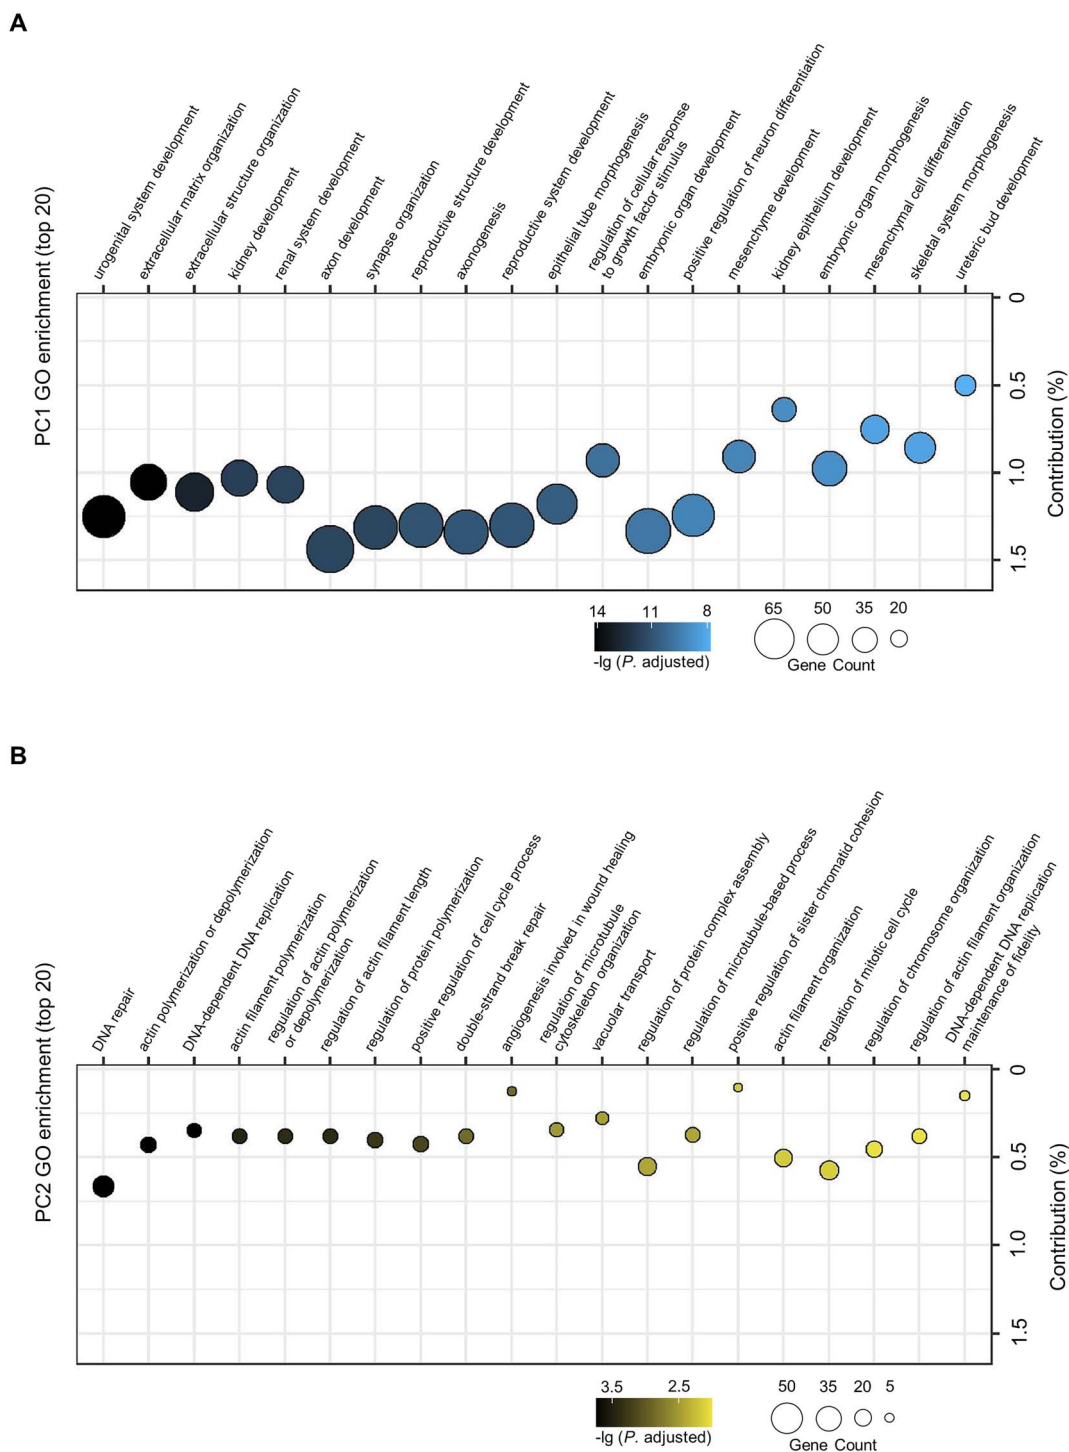 A
PC1 GO enrichment (top 20)
urogenital system development
extracellular matrix organization
extracellular structure organization
kidney development
renal system development
axon development
synapse organization
reproductive structure development
axonogenesis
reproductive system development
epithelial tube morphogenesis
regulation of cellular response
to growth factor stimulus
embryonic organ development
positive regulation of neuron differentiation
mesenchyme development
kidney epithelium development
embryonic organ morphogenesis
mesenchymal cell differentiation
skeletal system morphogenesis
ureteric bud development
0
0.5
1.0
1.5
Contribution (%)
14 11 8
-lg (P. adjusted)
65 50 35 20
Gene Count
B
PC2 GO enrichment (top 20)
DNA repair
actin polymerization or depolymerization
DNA-dependent DNA replication
actin filament polymerization
regulation of actin polymerization
or depolymerization
regulation of actin filament length
regulation of protein polymerization
positive regulation of cell cycle process
double-strand break repair
angiogenesis involved in wound healing
regulation of microtubule
cytoskeleton organization
vacuolar transport
regulation of protein complex assembly
regulation of microtubule-based process
positive regulation of sister chromatid cohesion
actin filament organization
regulation of mitotic cell cycle
regulation of chromosome organization
regulation of actin filament organization
DNA-dependent DNA replication
maintenance of fidelity
0
0.5
1.0
1.5
Contribution (%)
3.5 2.5
-lg (P. adjusted)
50 35 20 5
Gene Count